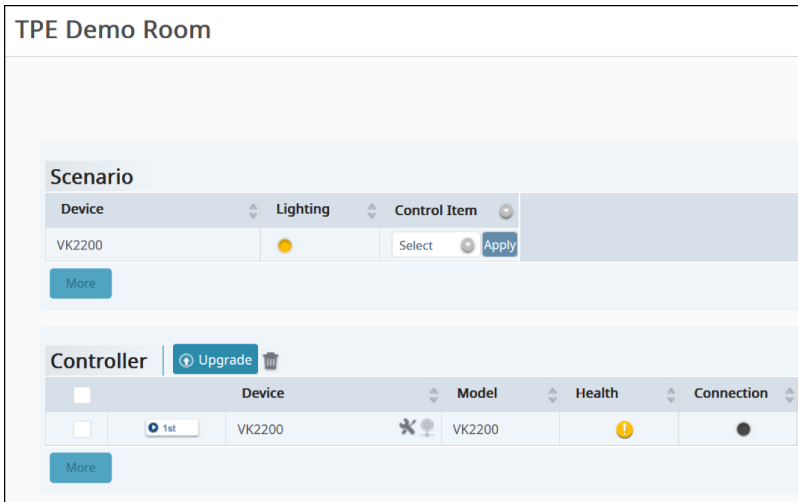 TPE Demo Room
Scenario
Device Lighting Control Item
VK2200 Select Apply
More
Controller Upgrade
Device Model Health Connection
1st VK2200 VK2200
More